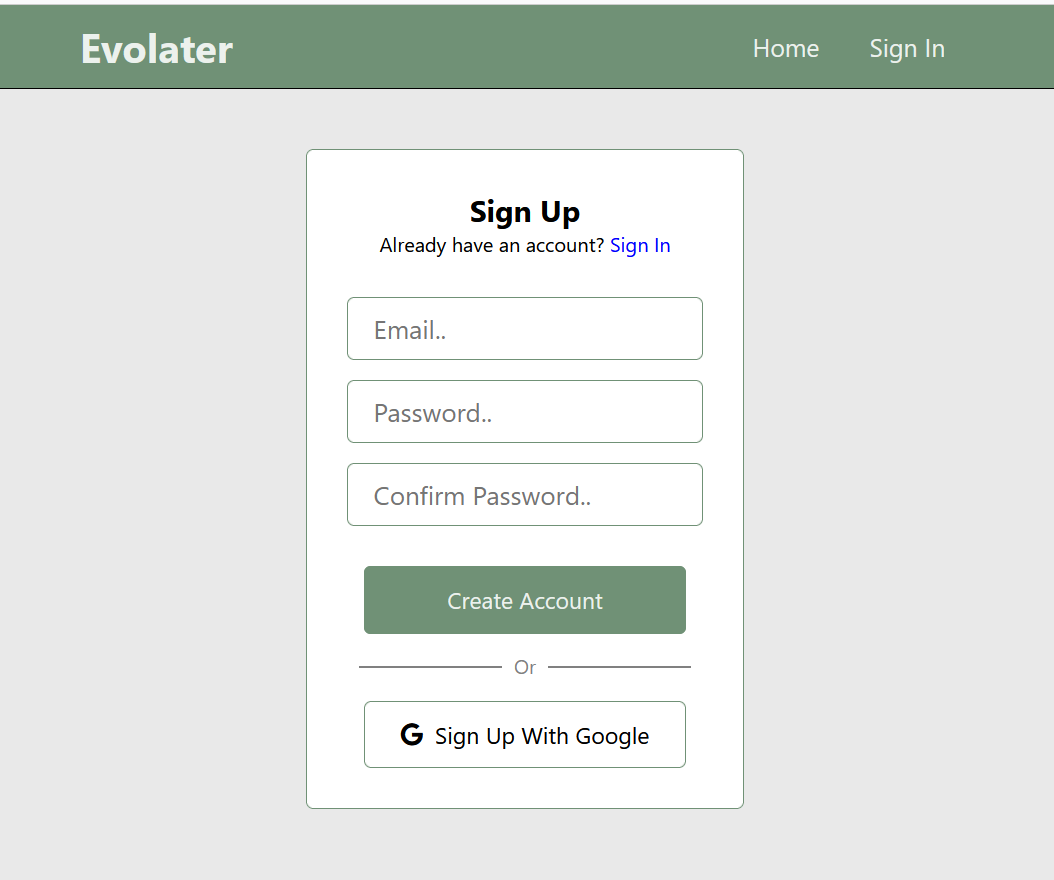 Evolater
Home Sign In
Sign Up
Already have an account? Sign In
Email..
Password..
Confirm Password..
Create Account
Or
G Sign Up With Google